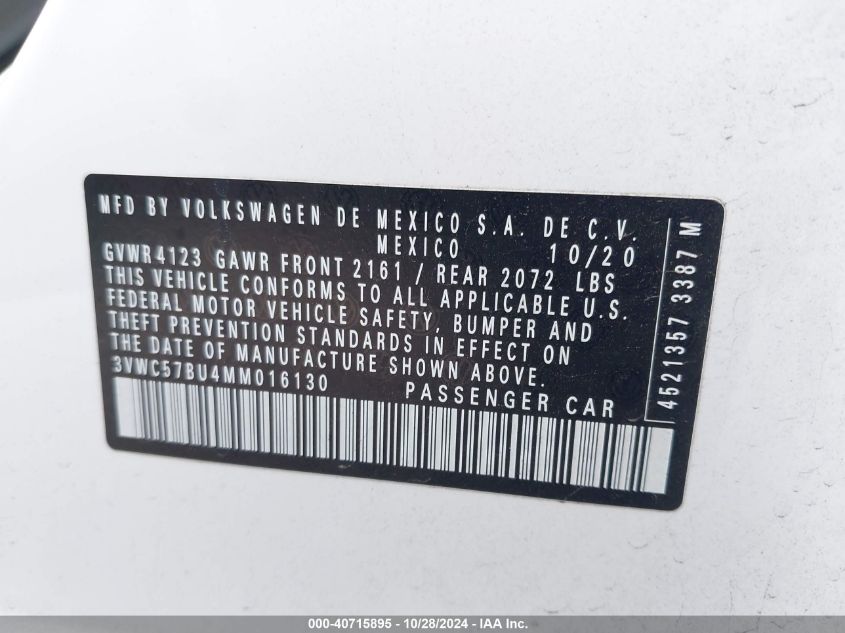 MFD BY VOLKSWAGEN DE MEXICO S.A. DE C.V.
MEXICO 10/20
GVWR 4123 GAWR FRONT 2161 / REAR 2072 LBS
THIS VEHICLE CONFORMS TO ALL APPLICABLE U.S.
FEDERAL MOTOR VEHICLE SAFETY, BUMPER AND
THEFT PREVENTION STANDARDS IN EFFECT ON
THE DATE OF MANUFACTURE SHOWN ABOVE.
3VWC57BU4MM016130 PASSENGER CAR
4521357 3387 M
000-40715895 - 10/28/2024 - IAA Inc.